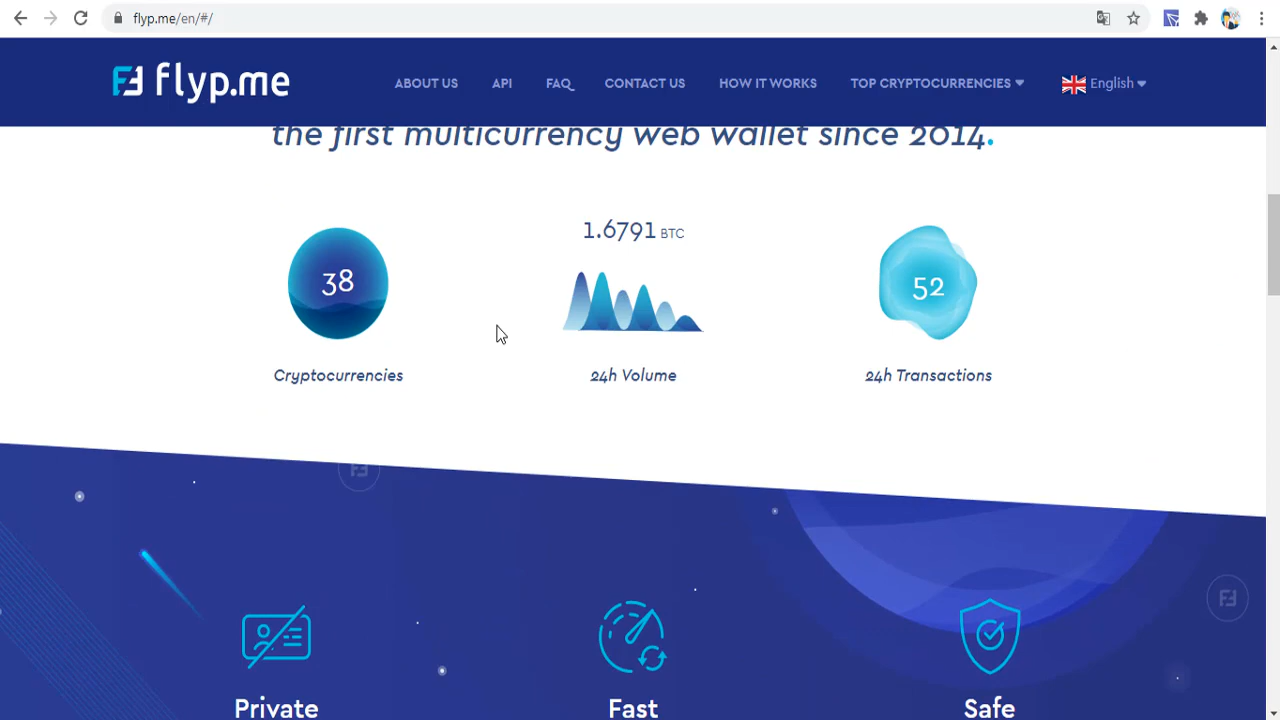 flyp.me/en/#/
flyp.me
ABOUT US
API
FAQ
CONTACT US
HOW IT WORKS
TOP CRYPTOCURRENCIES
English
the first multicurrency web wallet since 2014.
1.6791 BTC
38
52
Cryptocurrencies
24h Volume
24h Transactions
Private
Fast
Safe